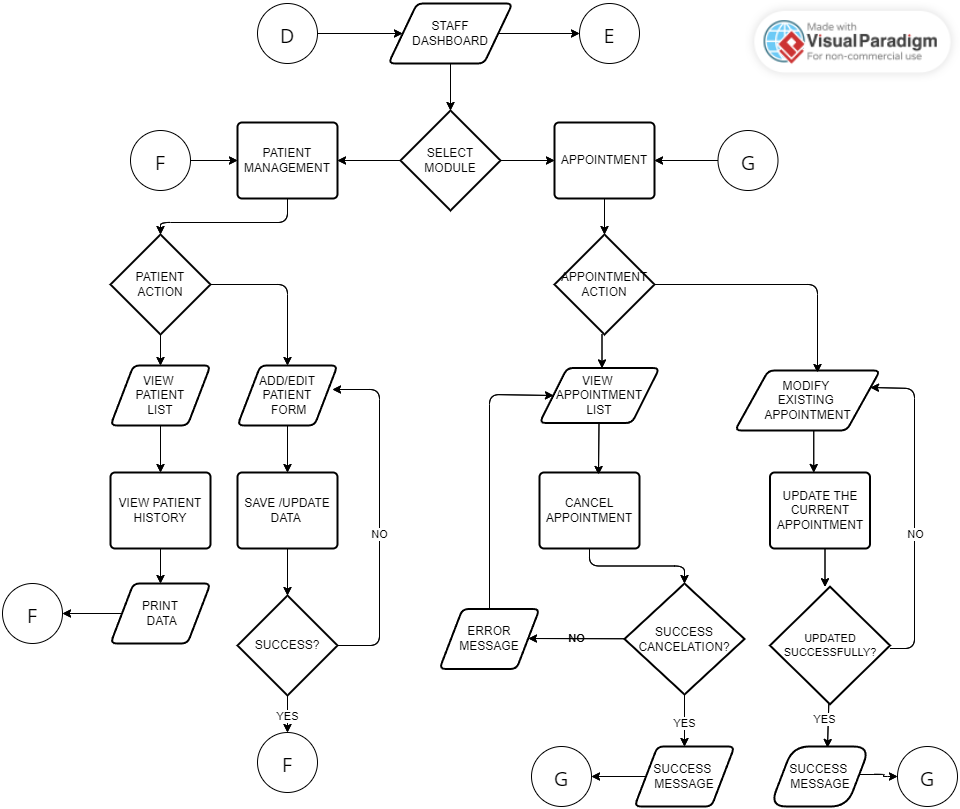 D
STAFF
DASHBOARD
E
Made with
Visual Paradigm
For non-commercial use
F
PATIENT
MANAGEMENT
SELECT
MODULE
APPOINTMENT
G
PATIENT
ACTION
APPOINTMENT
ACTION
VIEW
PATIENT
LIST
ADD/EDIT
PATIENT
FORM
VIEW
APPOINTMENT
LIST
MODIFY
EXISTING
APPOINTMENT
VIEW PATIENT
HISTORY
SAVE /UPDATE
DATA
NO
CANCEL
APPOINTMENT
UPDATE THE
CURRENT
APPOINTMENT
NO
F
PRINT
DATA
SUCCESS?
ERROR
MESSAGE
NO
SUCCESS
CANCELATION?
UPDATED
SUCCESSFULLY?
YES
YES
YES
F
G
SUCCESS
MESSAGE
SUCCESS
MESSAGE
G